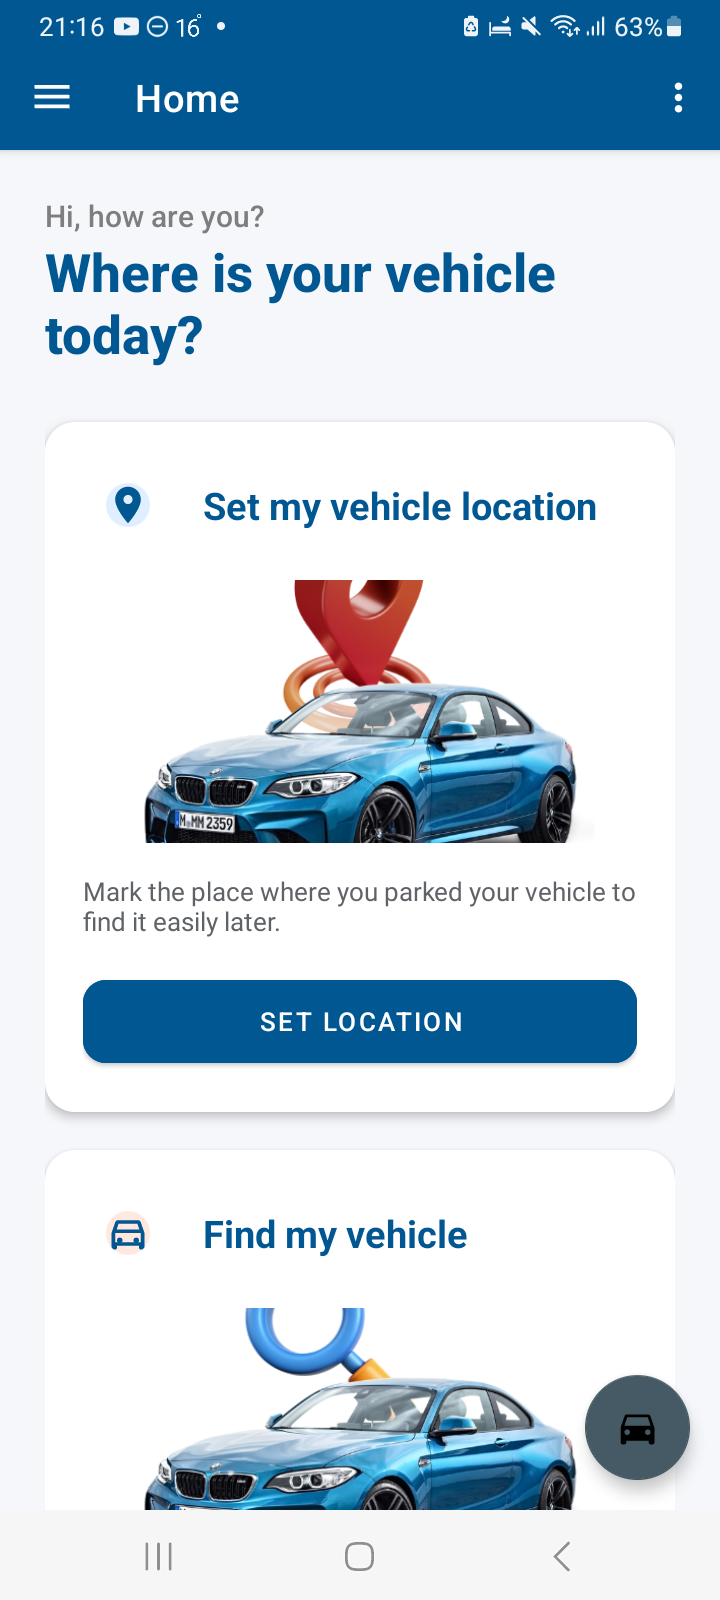 21:16 16°
63%
Home
Hi, how are you?
Where is your vehicle
today?
Set my vehicle location
M MM 2359
Mark the place where you parked your vehicle to
find it easily later.
SET LOCATION
Find my vehicle